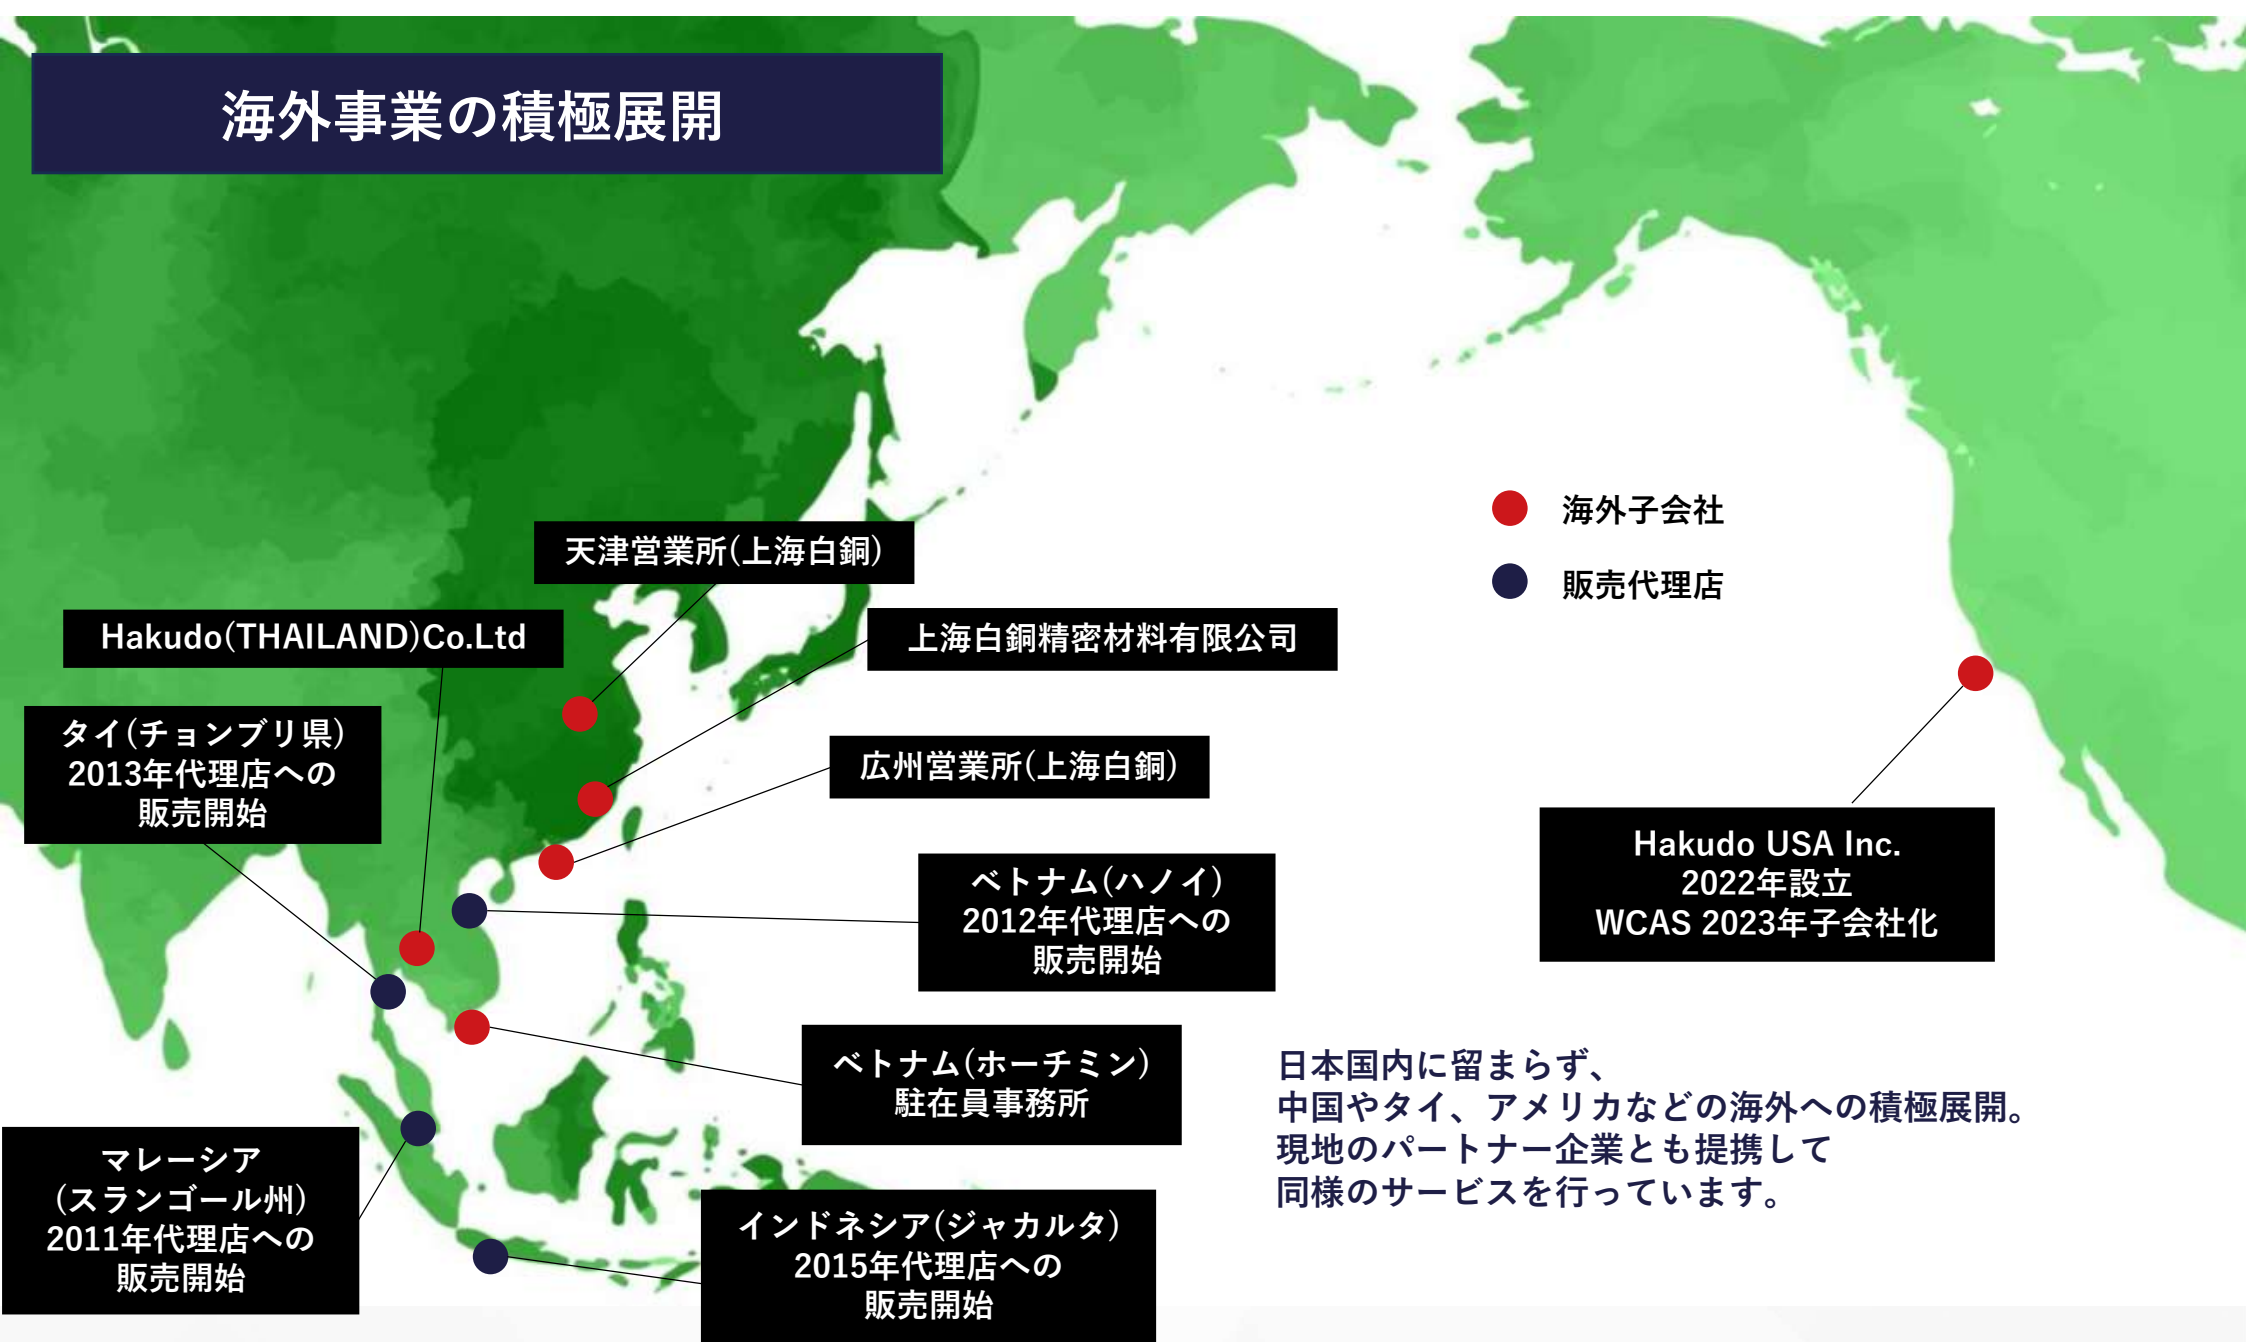 海外事業の積極展開
海外子会社
販売代理店
天津営業所(上海白銅)
Hakudo(THAILAND)Co.Ltd
上海白銅精密材料有限公司
タイ(チョンブリ県)
2013年代理店への
販売開始
広州営業所(上海白銅)
Hakudo USA Inc.
2022年設立
WCAS 2023年子会社化
ベトナム(ハノイ)
2012年代理店への
販売開始
ベトナム(ホーチミン)
駐在員事務所
日本国内に留まらず、
中国やタイ、アメリカなどの海外への積極展開。
現地のパートナー企業とも提携して
同様のサービスを行っています。
マレーシア
(スランゴール州)
2011年代理店への
販売開始
インドネシア(ジャカルタ)
2015年代理店への
販売開始